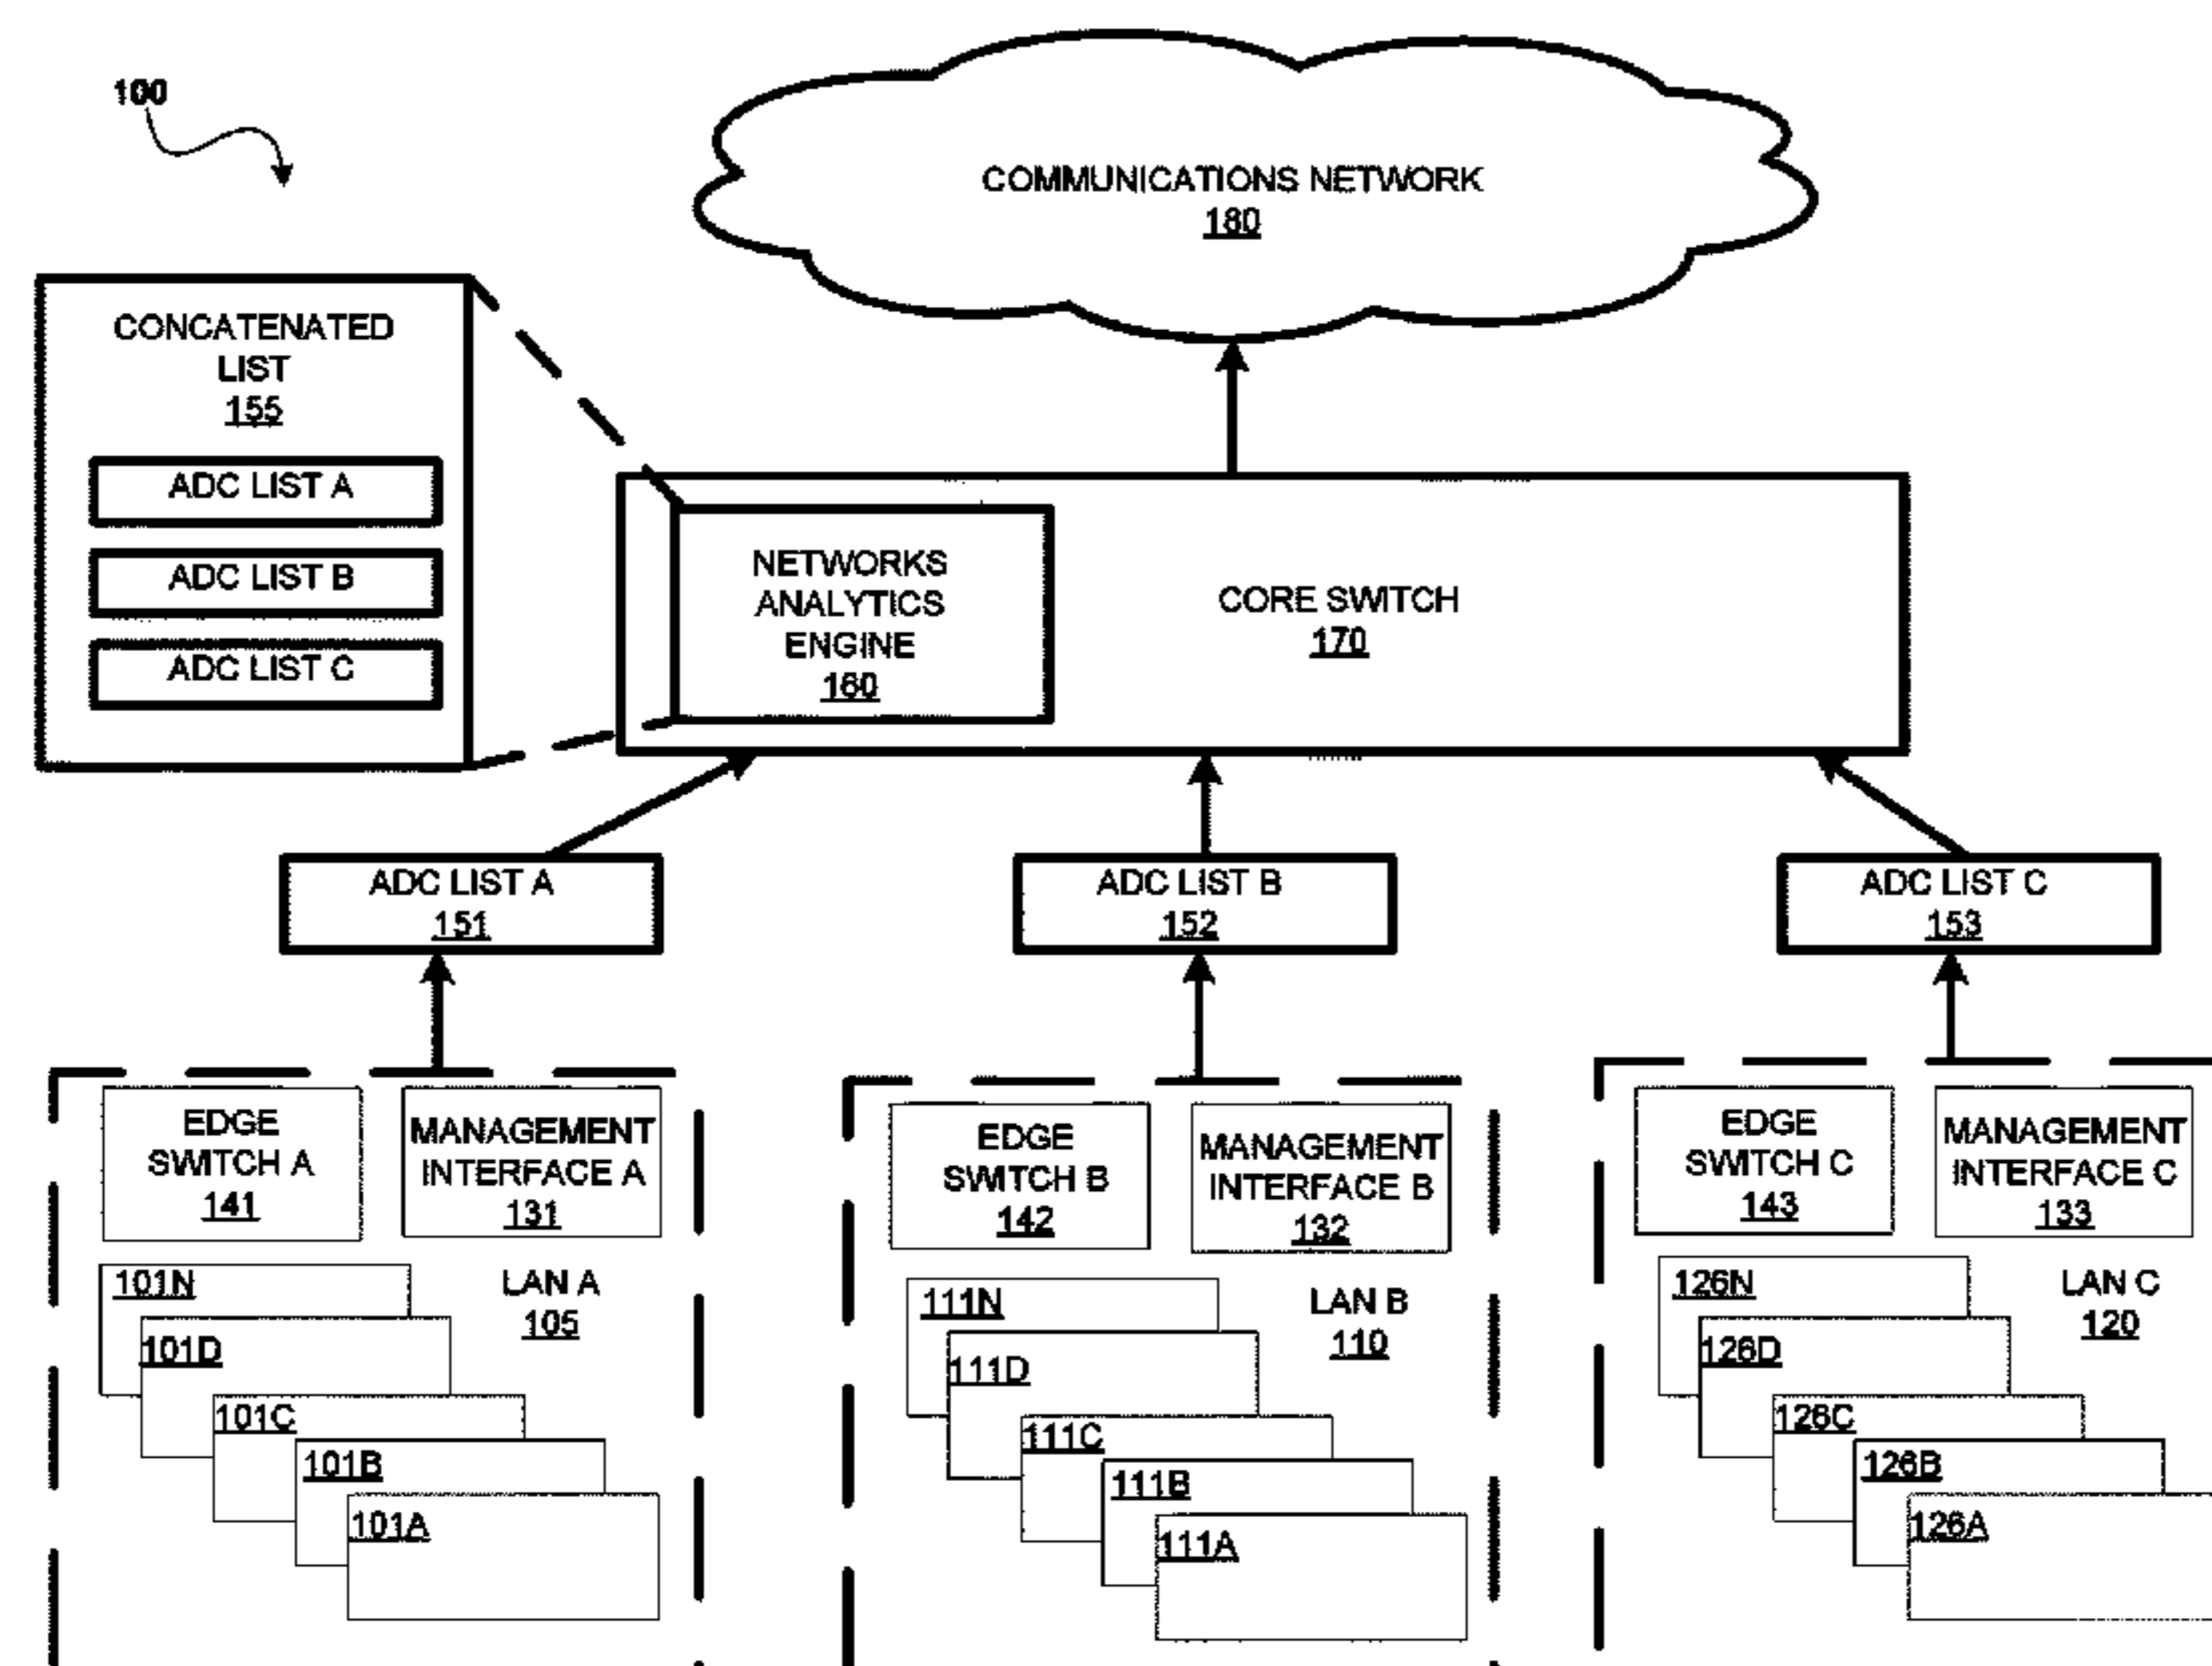 100
COMMUNICATIONS NETWORK
180
CONCATENATED
LIST
155
ADC LIST A
ADC LIST B
ADC LIST C
NETWORKS
ANALYTICS
ENGINE
160
CORE SWITCH
170
ADC LIST A
151
ADC LIST B
152
ADC LIST C
153
EDGE
SWITCH A
141
MANAGEMENT
INTERFACE A
131
LAN A
105
101N
101D
101C
101B
101A
EDGE
SWITCH B
142
MANAGEMENT
INTERFACE B
132
LAN B
110
111N
111D
111C
111B
111A
EDGE
SWITCH C
143
MANAGEMENT
INTERFACE C
133
LAN C
120
126N
126D
126C
126B
126A